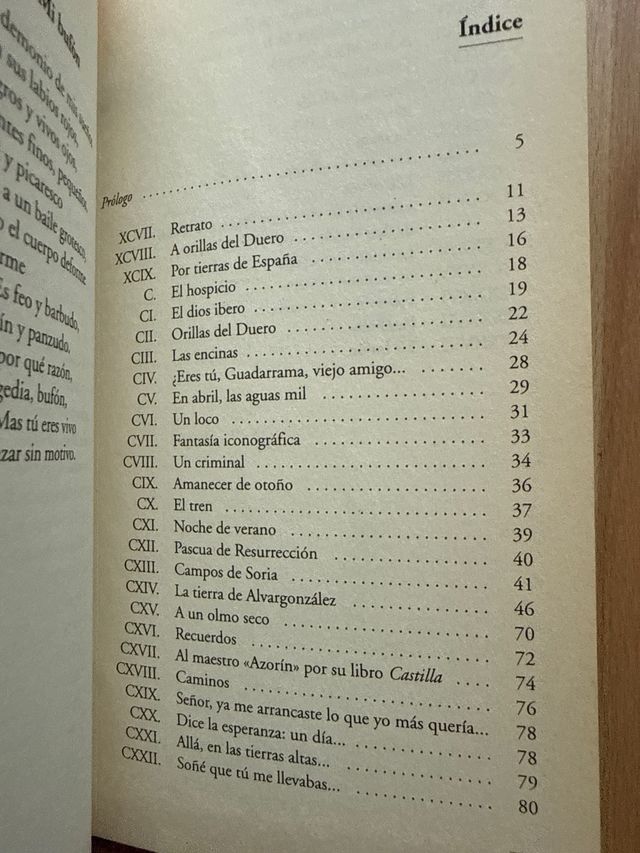 Mi bufón
demonio de mis sueños
sus labios rojos,
gros y vivos ojos,
ntes finos, pequeños,
y picaresco
a un baile grotesco,
el cuerpo deforme
rme
Es feo y barbudo,
ín y panzudo.
por qué razón,
gedia, bufón,
Mas tú eres vivo
zar sin motivo.
Índice
Prólogo 5
XCVII. Retrato 11
XCVIII. A orillas del Duero 13
XCIX. Por tierras de España 16
C. El hospicio 18
CI. El dios ibero 19
CII. Orillas del Duero 22
CIII. Las encinas 24
CIV. ¿Eres tú, Guadarrama, viejo amigo... 28
CV. En abril, las aguas mil 29
CVI. Un loco 31
CVII. Fantasía iconográfica 33
CVIII. Un criminal 34
CIX. Amanecer de otoño 36
CX. El tren 37
CXI. Noche de verano 39
CXII. Pascua de Resurrección 40
CXIII. Campos de Soria 41
CXIV. La tierra de Alvargonzález 46
CXV. A un olmo seco 70
CXVI. Recuerdos 72
CXVII. Al maestro «Azorín» por su libro Castilla 74
CXVIII. Caminos 76
CXIX. Señor, ya me arrancaste lo que yo más quería... 78
CXX. Dice la esperanza: un día... 78
CXXI. Allá, en las tierras altas... 79
CXXII. Soñé que tú me llevabas... 80